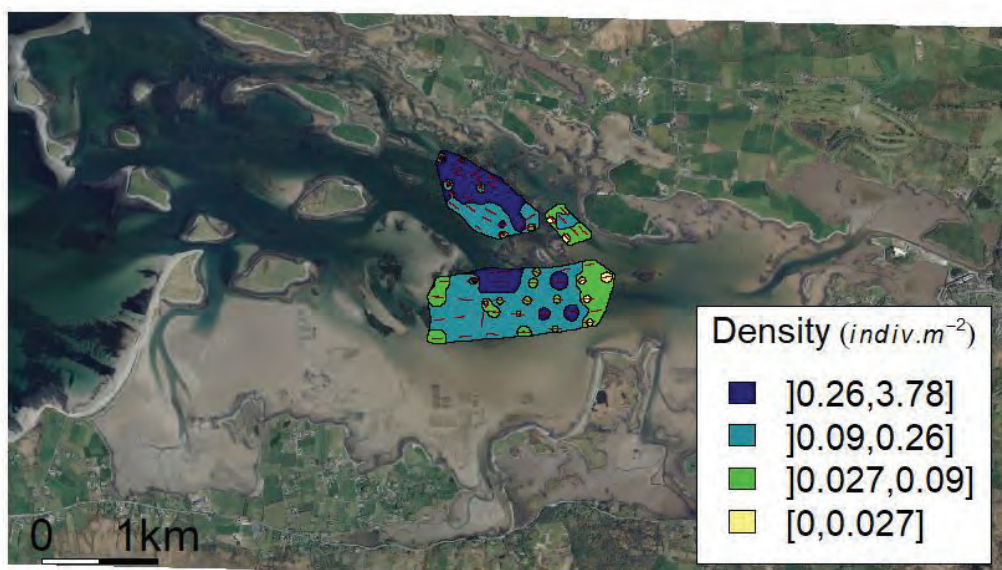 Density (indiv.m⁻²)
]0.26,3.78]
]0.09,0.26]
]0.027,0.09]
[0,0.027]
0 1km